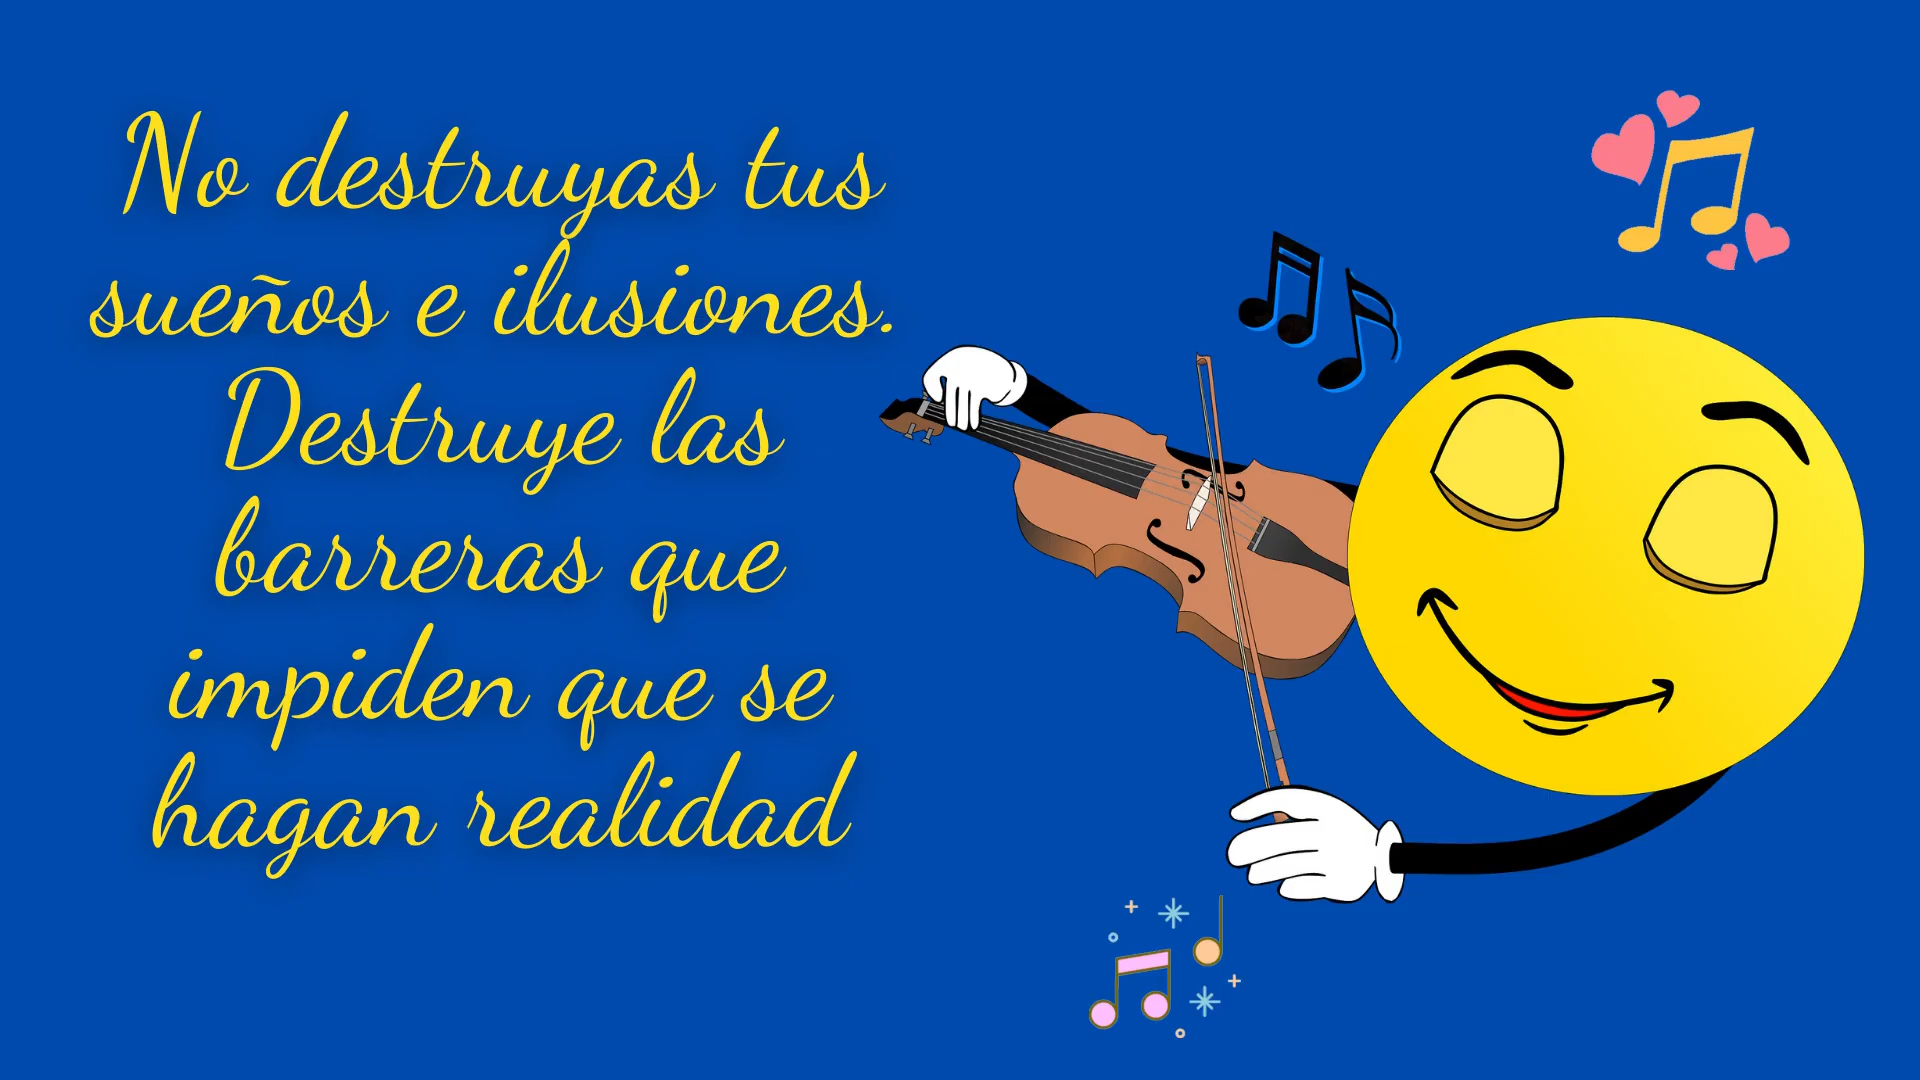 No destruyas tus
sueños e ilusiones.
Destruye las
barreras que
impiden que se
hagan realidad